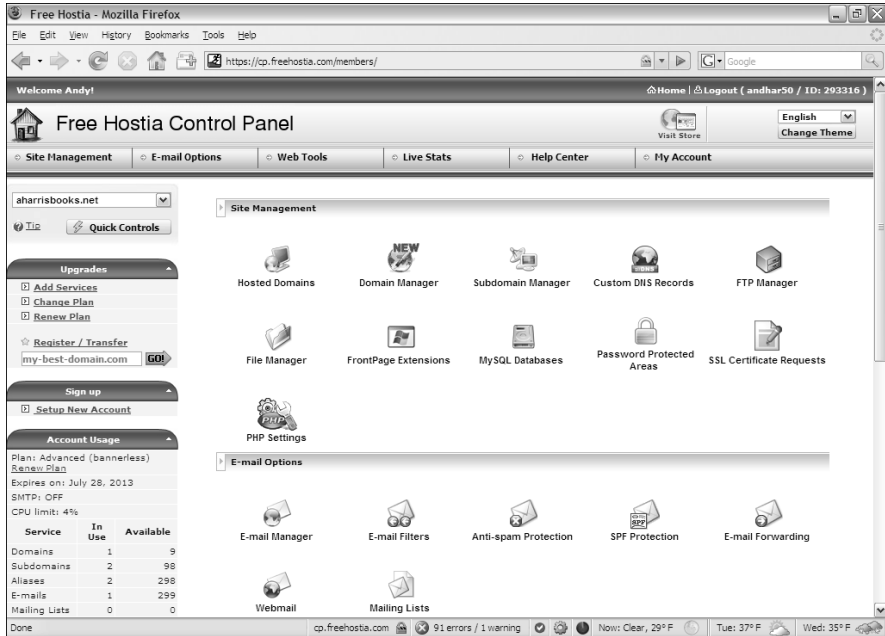 Free Hostia - Mozilla Firefox
File Edit View History Bookmarks Tools Help
https://cp.freehostia.com/members/
G Google
Welcome Andy!
Home | Logout ( andhar50 / ID: 293316 )
Free Hostia Control Panel
Visit Store
English
Change Theme
Site Management E-mail Options Web Tools Live Stats Help Center My Account
aharrisbooks.net
Tip Quick Controls
Upgrades
Add Services
Change Plan
Renew Plan
Register / Transfer
my-best-domain.com GO!
Sign up
Setup New Account
Account Usage
Plan: Advanced (bannerless)
Renew Plan
Expires on: July 28, 2013
SMTP: OFF
CPU limit: 4%
Service In Use Available
Domains 1 9
Subdomains 2 98
Aliases 2 298
E-mails 1 299
Mailing Lists 0 0
Site Management
NEW
DNS
Hosted Domains Domain Manager Subdomain Manager Custom DNS Records FTP Manager
File Manager FrontPage Extensions MySQL Databases Password Protected Areas SSL Certificate Requests
PHP
PHP Settings
E-mail Options
SPF
E-mail Manager E-mail Filters Anti-spam Protection SPF Protection E-mail Forwarding
Webmail Mailing Lists
Done cp.freehostia.com 91 errors / 1 warning Now: Clear, 29° F Tue: 37° F Wed: 35° F